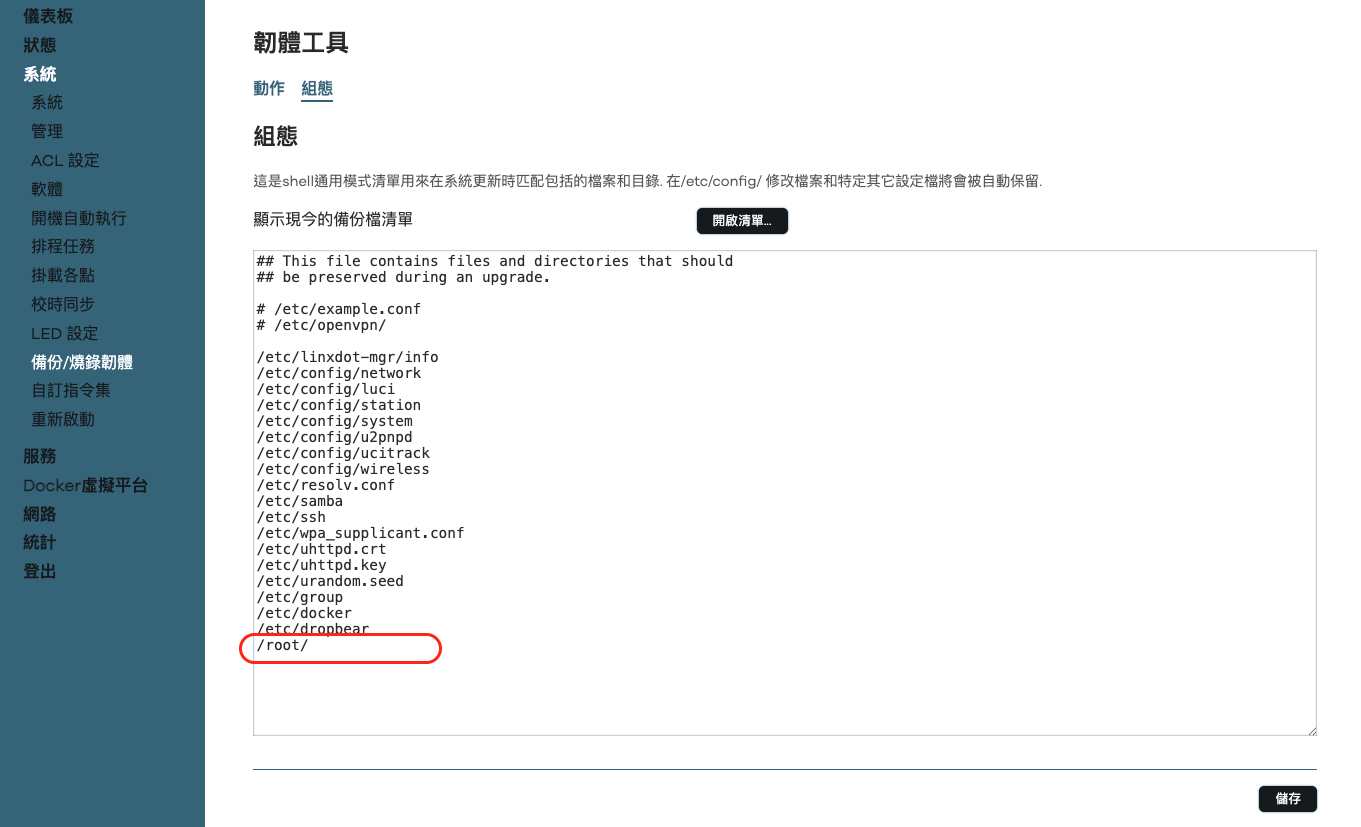 儀表板
狀態
系統
系統
管理
ACL 設定
軟體
開機自動執行
排程任務
掛載各點
校時同步
LED 設定
備份/燒錄韌體
自訂指令集
重新啟動
服務
Docker虛擬平台
網路
統計
登出
韌體工具
動作 組態
組態
這是shell通用模式清單用來在系統更新時匹配包括的檔案和目錄. 在/etc/config/ 修改檔案和特定其它設定檔將會被自動保留.
顯示現今的備份檔清單 開啟清單...
## This file contains files and directories that should
## be preserved during an upgrade.
# /etc/example.conf
# /etc/openvpn/
/etc/linxdot-mgr/info
/etc/config/network
/etc/config/luci
/etc/config/station
/etc/config/system
/etc/config/u2pnpd
/etc/config/ucitrack
/etc/config/wireless
/etc/resolv.conf
/etc/samba
/etc/ssh
/etc/wpa_supplicant.conf
/etc/uhttpd.crt
/etc/uhttpd.key
/etc/urandom.seed
/etc/group
/etc/docker
/etc/dropbear
/root/
儲存